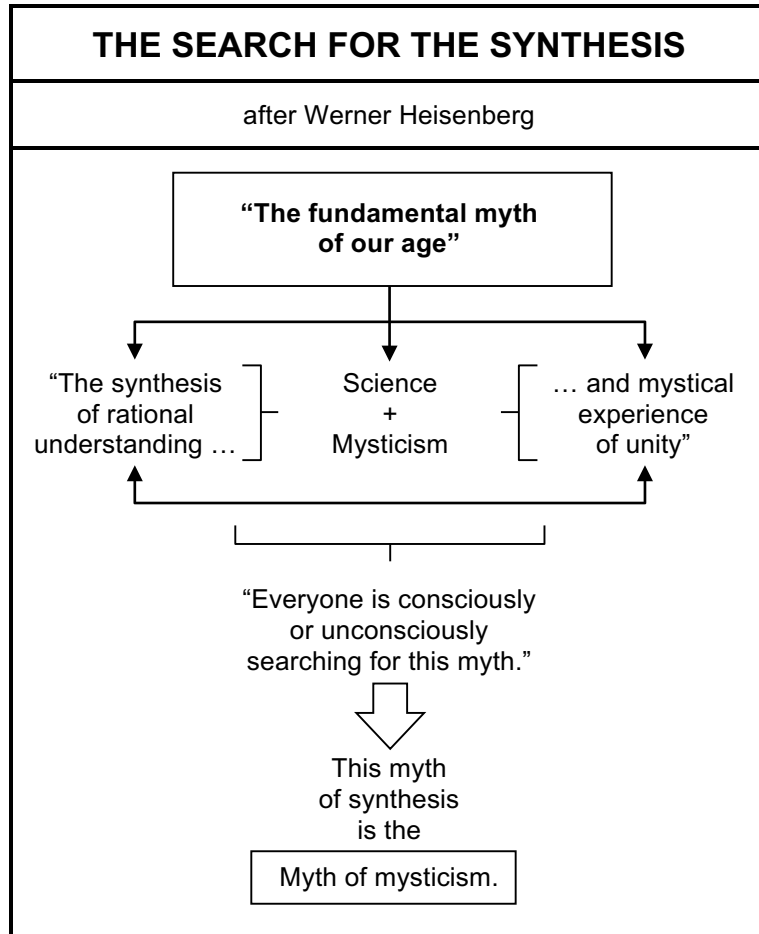 THE SEARCH FOR THE SYNTHESIS
after Werner Heisenberg
“The fundamental myth
of our age”
“The synthesis
of rational
understanding …
Science
+
Mysticism
… and mystical
experience
of unity”
“Everyone is consciously
or unconsciously
searching for this myth.”
This myth
of synthesis
is the
Myth of mysticism.